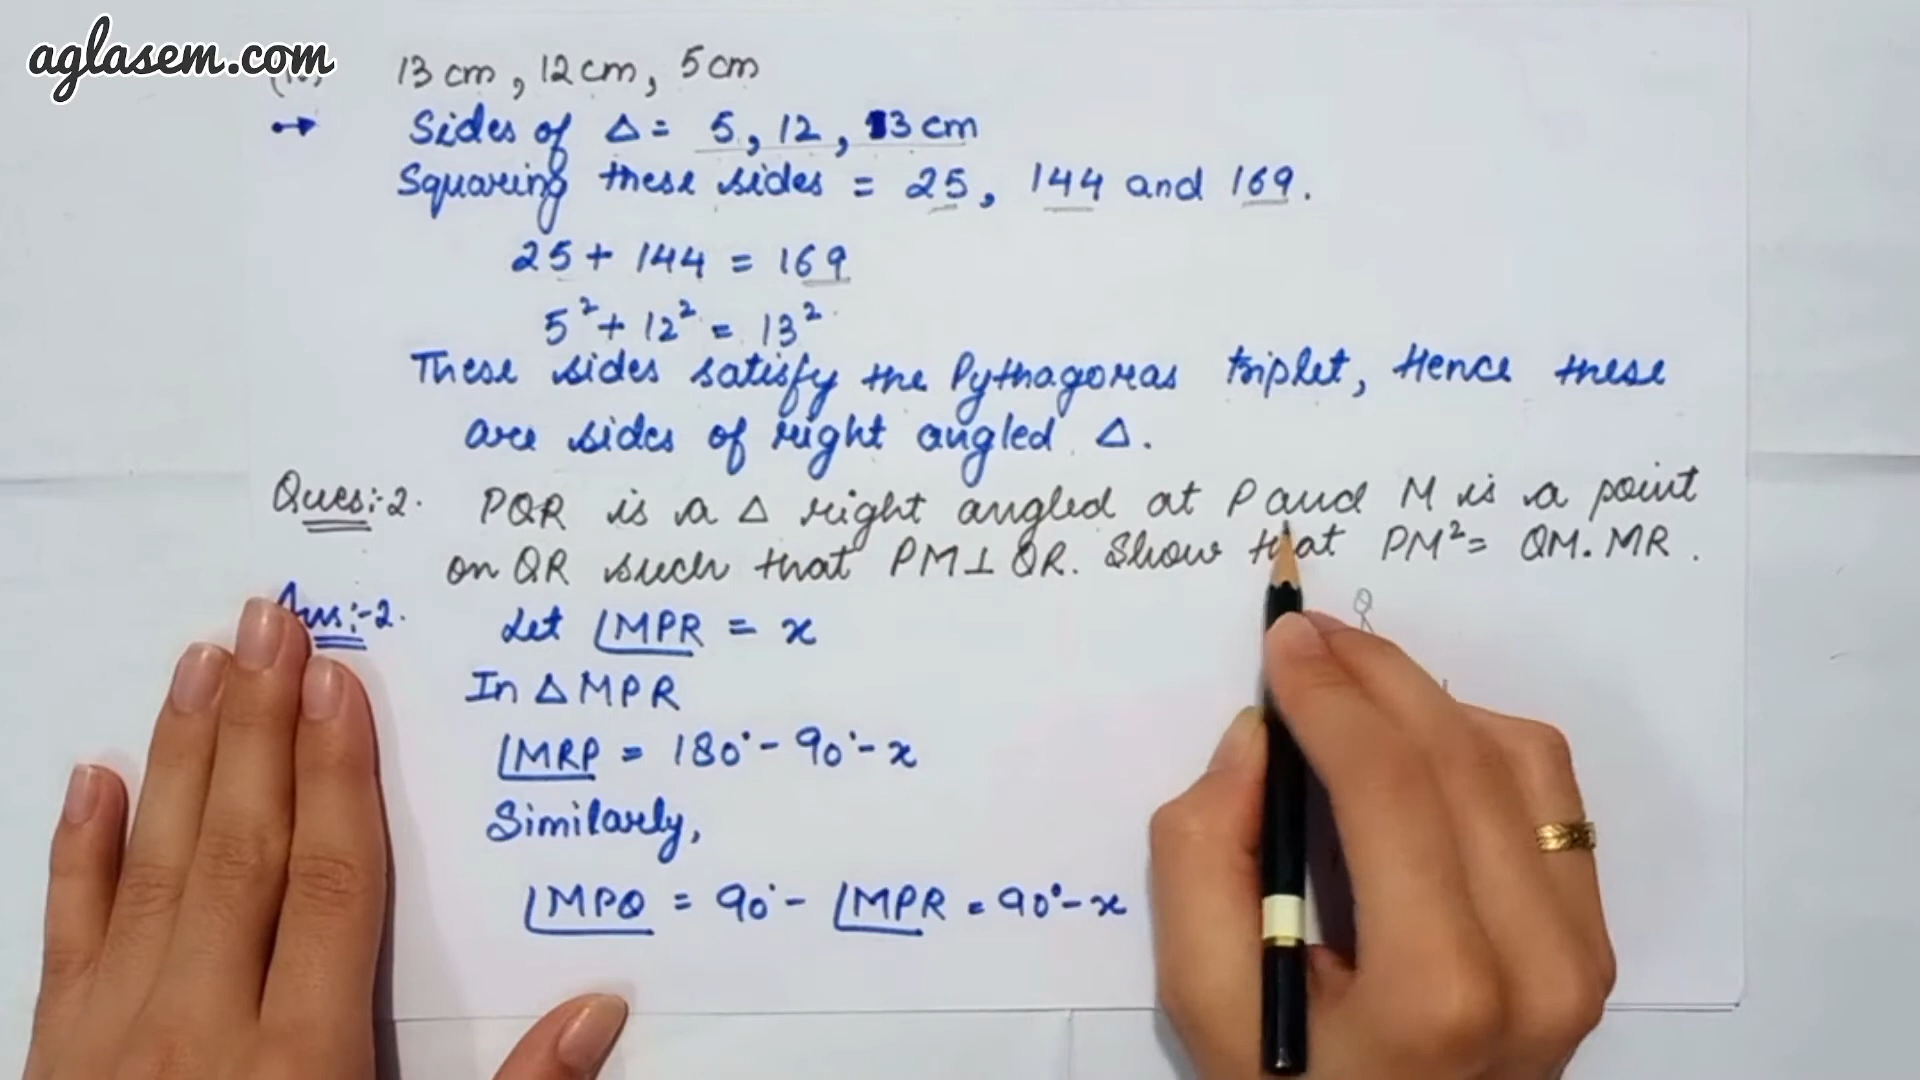 aglasem.com
13 cm, 12 cm, 5 cm
Sides of Δ = 5, 12, 13 cm
Squaring these sides = 25, 144 and 169.
25 + 144 = 169
5² + 12² = 13²
These sides satisfy the Pythagoras triplet, Hence these
are sides of right angled Δ.
Ques:-2. PQR is a Δ right angled at P and M is a point
on QR such that PM ⊥ QR. Show that PM² = QM. MR.
Ans:-2. Let ∠MPR = x
Q
In Δ MPR
∠MRP = 180° - 90° - x
Similarly,
∠MPQ = 90° - ∠MPR = 90° - x